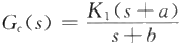 G_c(s) = \frac{K_1(s+a)}{s+b}